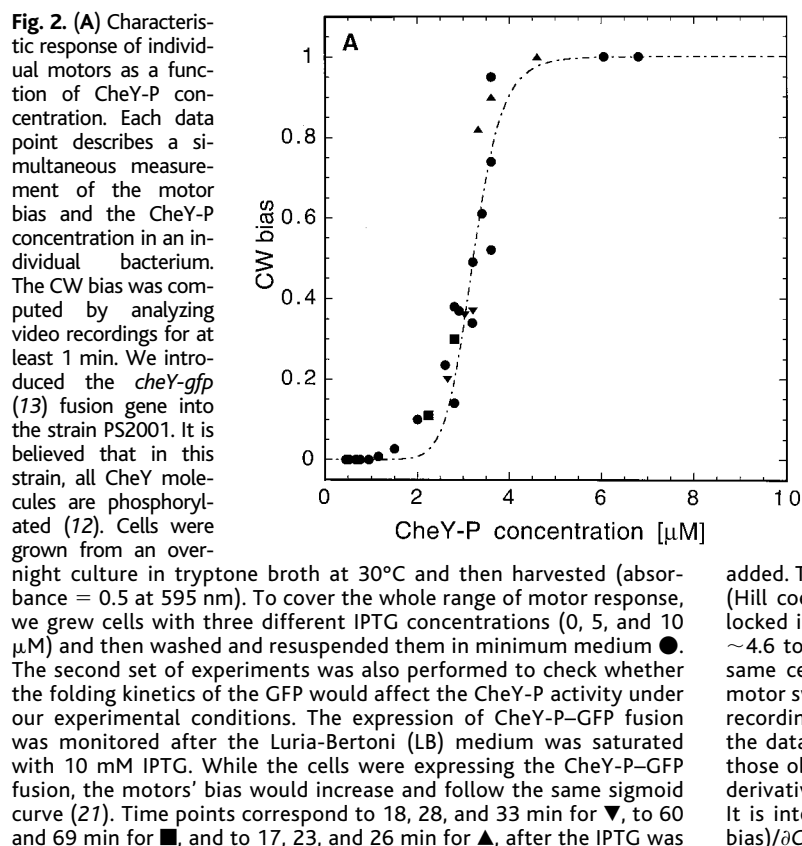 Fig. 2. (A) Characteris-
tic response of individ-
ual motors as a func-
tion of CheY-P con-
centration. Each data
point describes a si-
multaneous measure-
ment of the motor
bias and the CheY-P
concentration in an in-
dividual bacterium.
The CW bias was com-
puted by analyzing
video recordings for at
least 1 min. We intro-
duced the cheY-gfp
(13) fusion gene into
the strain PS2001. It is
believed that in this
strain, all CheY mole-
cules are phosphoryl-
ated (12). Cells were
grown from an over-
night culture in tryptone broth at 30°C and then harvested (absor-
bance = 0.5 at 595 nm). To cover the whole range of motor response,
we grew cells with three different IPTG concentrations (0, 5, and 10
μM) and then washed and resuspended them in minimum medium ●.
The second set of experiments was also performed to check whether
the folding kinetics of the GFP would affect the CheY-P activity under
our experimental conditions. The expression of CheY-P–GFP fusion
was monitored after the Luria-Bertoni (LB) medium was saturated
with 10 mM IPTG. While the cells were expressing the CheY-P–GFP
fusion, the motors' bias would increase and follow the same sigmoid
curve (21). Time points correspond to 18, 28, and 33 min for ▼, to 60
and 69 min for ■, and to 17, 23, and 26 min for ▲, after the IPTG was
A
CW bias
1
0.8
0.6
0.4
0.2
0
0 2 4 6 8 10
CheY-P concentration [μM]
added. T
(Hill coe
locked i
~4.6 to
same ce
motor sv
recordin
the data
those ob
derivativ
It is inte
bias)/∂C